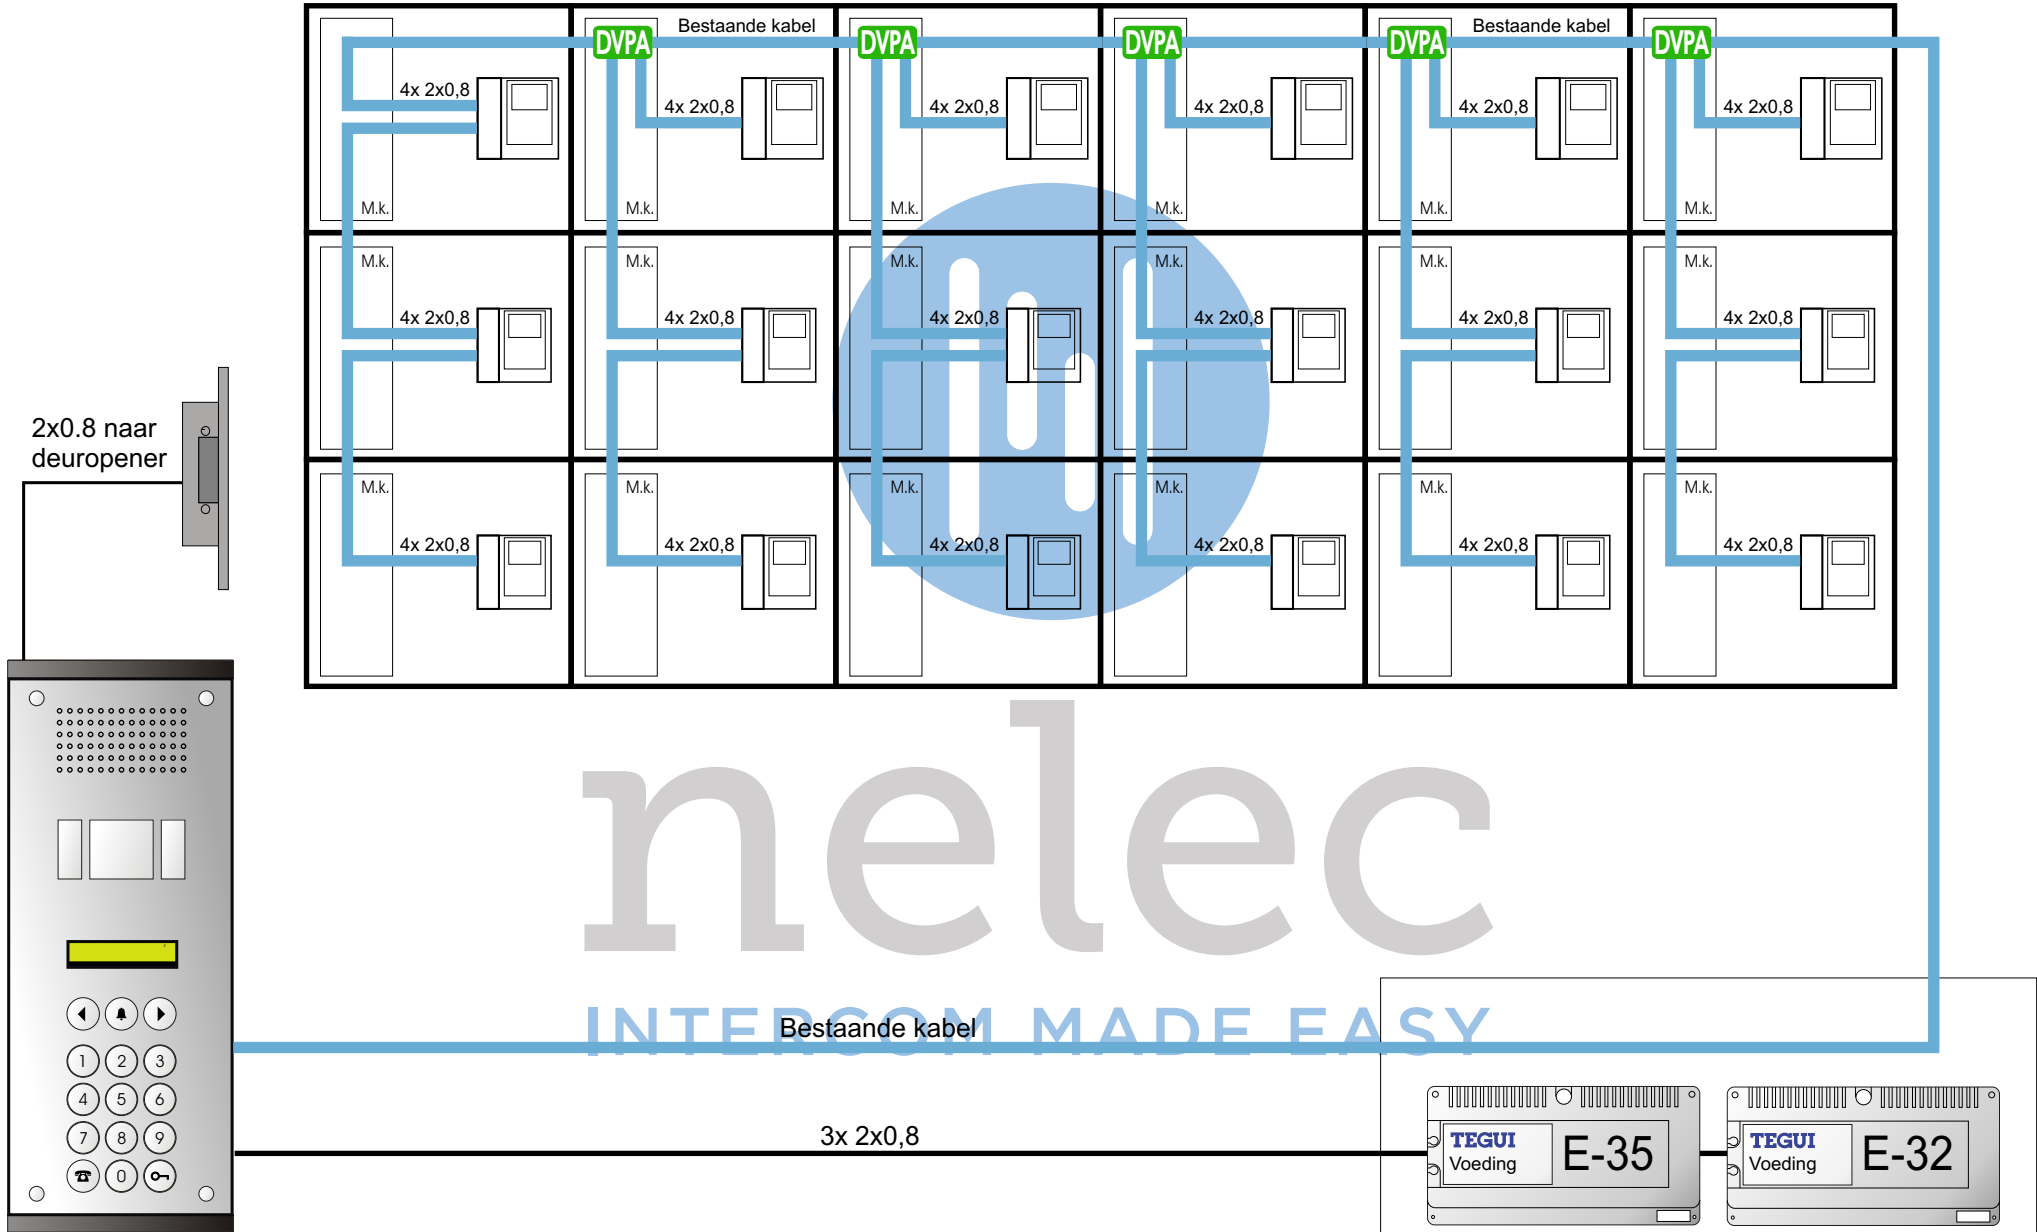 Bestaande kabel
Bestaande kabel
DVPA
DVPA
DVPA
DVPA
DVPA
4x 2x0,8
4x 2x0,8
4x 2x0,8
4x 2x0,8
4x 2x0,8
4x 2x0,8
M.k.
M.k.
M.k.
M.k.
M.k.
M.k.
M.k.
M.k.
M.k.
M.k.
M.k.
M.k.
4x 2x0,8
4x 2x0,8
4x 2x0,8
4x 2x0,8
4x 2x0,8
4x 2x0,8
2x0.8 naar
deuropener
M.k.
M.k.
M.k.
M.k.
M.k.
M.k.
4x 2x0,8
4x 2x0,8
4x 2x0,8
4x 2x0,8
4x 2x0,8
4x 2x0,8
nelec
INTERCOM MADE EASY
Bestaande kabel
1 2 3
4 5 6
7 8 9
0
3x 2x0,8
TEGUI
Voeding
E-35
TEGUI
Voeding
E-32